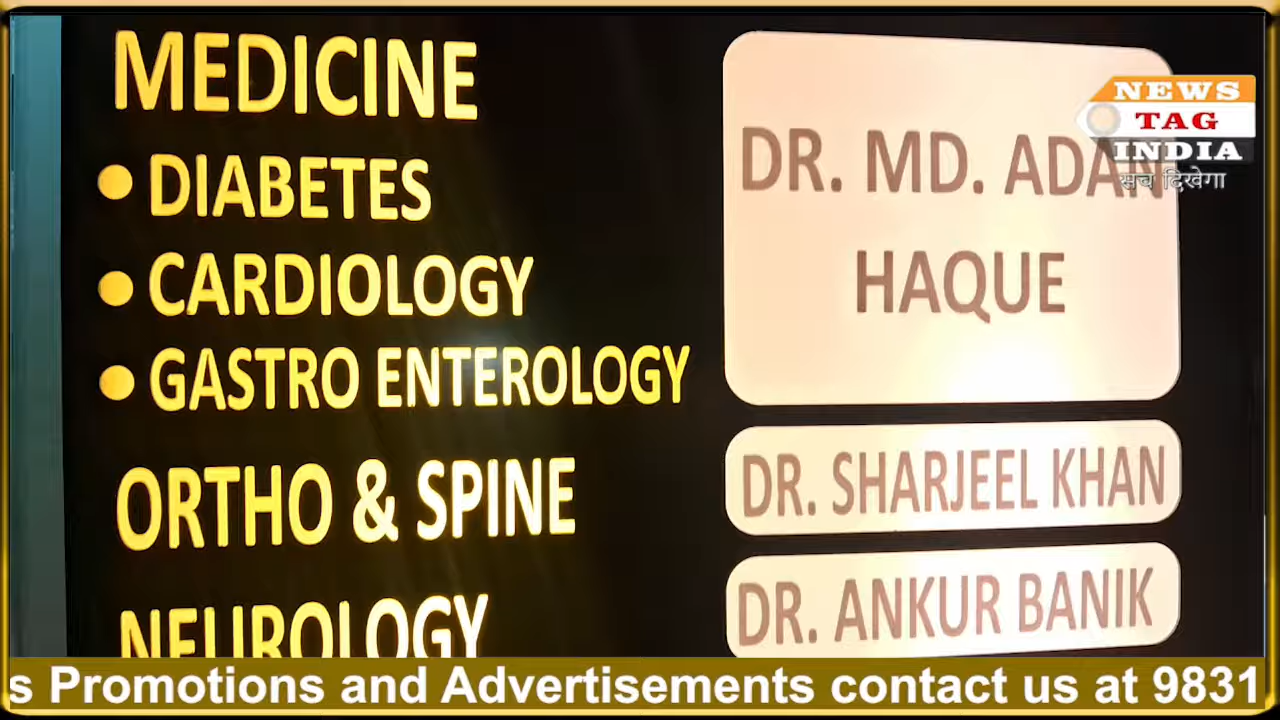 MEDICINE
• DIABETES
• CARDIOLOGY
• GASTRO ENTEROLOGY
ORTHO & SPINE
NEUROLOGY
DR. MD. ADAN
HAQUE
DR. SHARJEEL KHAN
DR. ANKUR BANIK
NEWS
TAG
INDIA
सच दिखेगा
s Promotions and Advertisements contact us at 9831